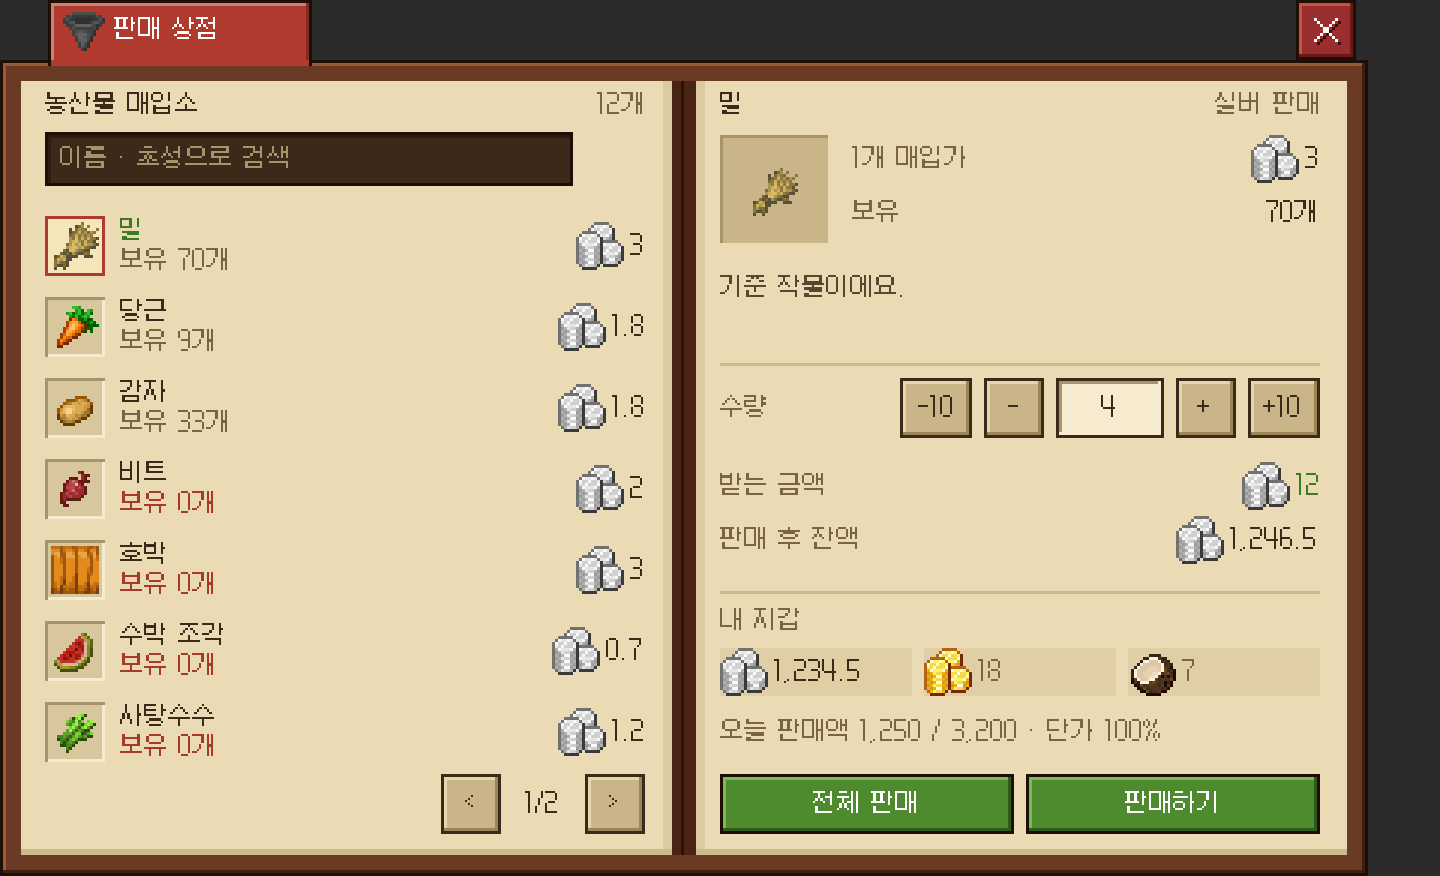 판매 상점
농산물 매입소 12개
이름 · 초성으로 검색
밀 3
보유 70개
당근 1.8
보유 9개
감자 1.8
보유 33개
비트 2
보유 0개
호박 3
보유 0개
수박 조각 0.7
보유 0개
사탕수수 1.2
보유 0개
< 1/2 >
밀 실버 판매
1개 매입가 3
보유 70개
기준 작물이에요.
수량 -10 - 4 + +10
받는 금액 12
판매 후 잔액 1,246.5
내 지갑
1,234.5 18 7
오늘 판매액 1,250 / 3,200 · 단가 100%
전체 판매 판매하기